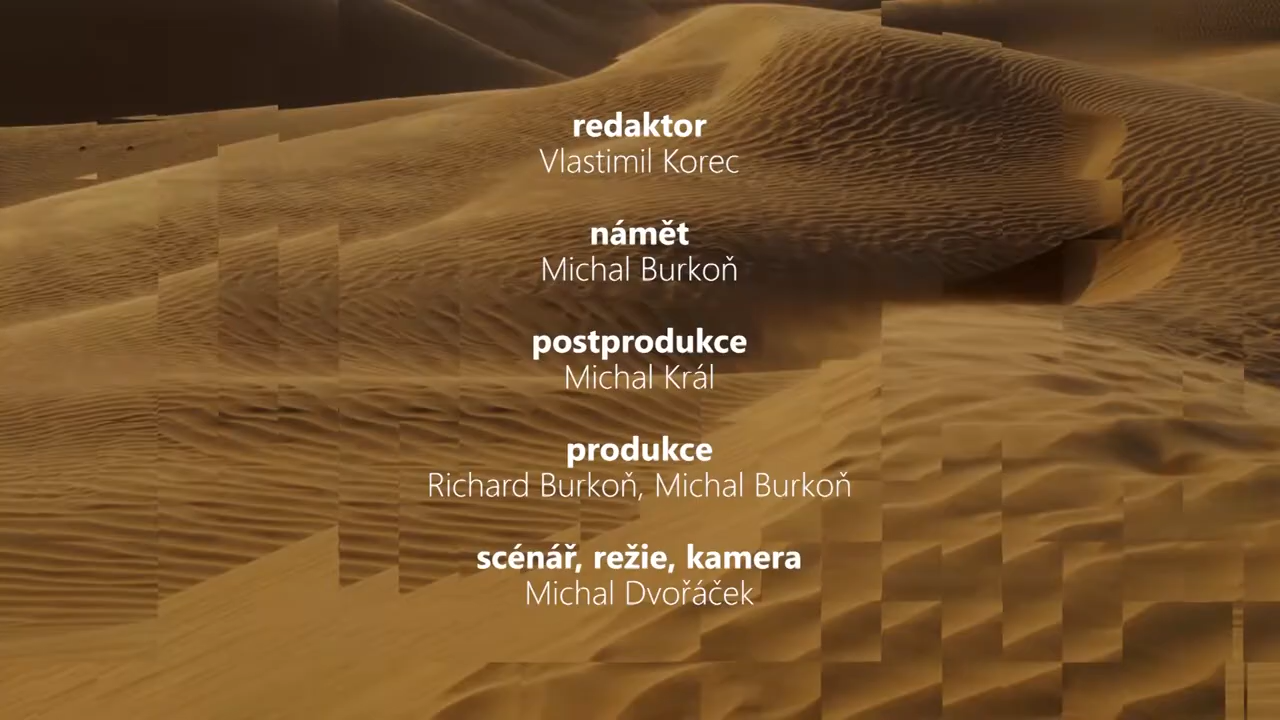 redaktor
Vlastimil Korec
námět
Michal Burkoň
postprodukce
Michal Král
produkce
Richard Burkoň, Michal Burkoň
scénář, režie, kamera
Michal Dvořáček